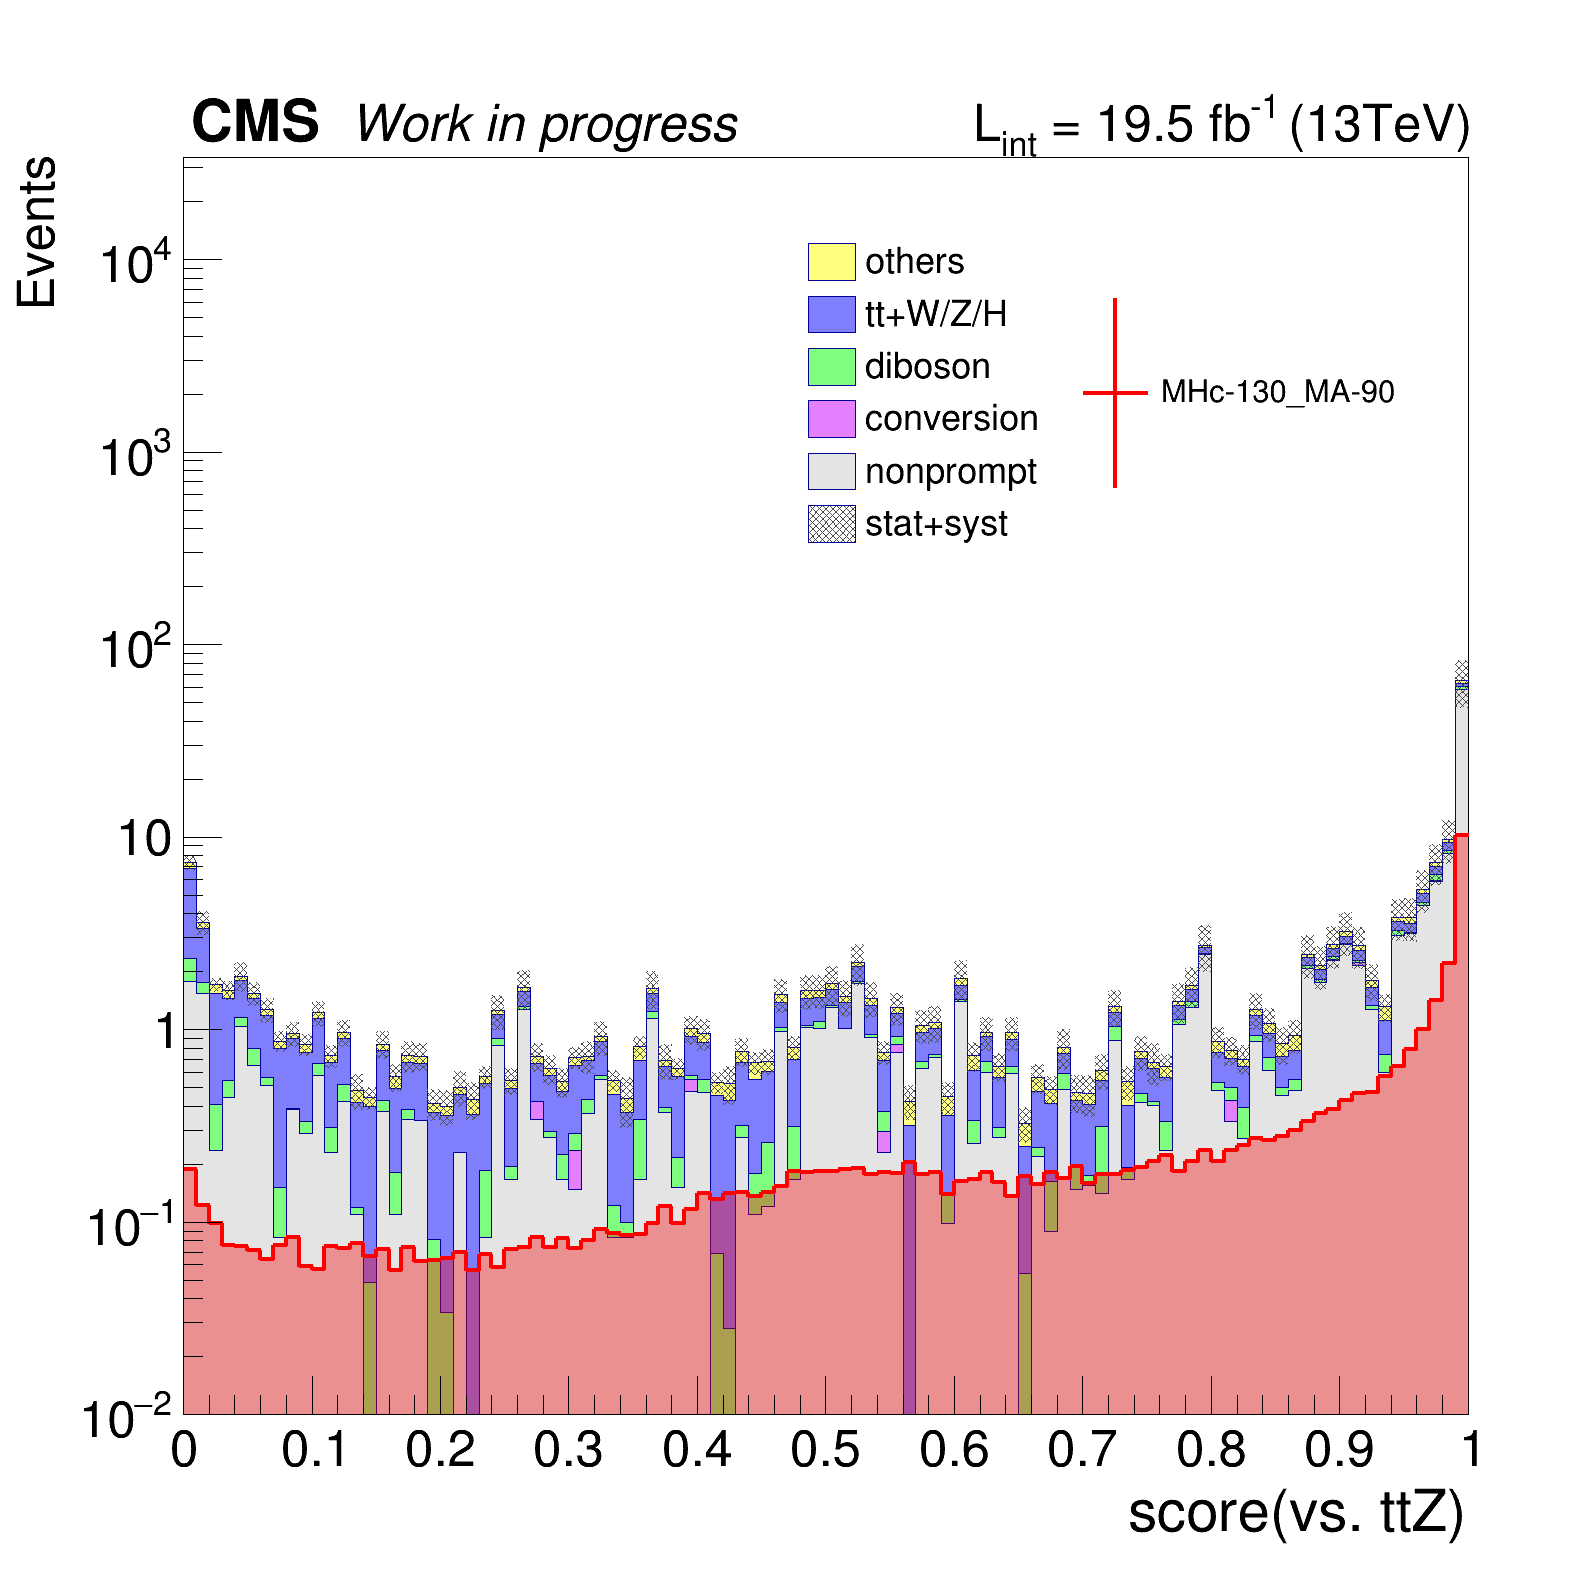 CMS Work in progress
L_int = 19.5 fb^-1 (13TeV)
Events
10^4
10^3
10^2
10
1
10^−1
10^−2
others
tt+W/Z/H
diboson
conversion
nonprompt
stat+syst
MHc-130_MA-90
0 0.1 0.2 0.3 0.4 0.5 0.6 0.7 0.8 0.9 1
score(vs. ttZ)